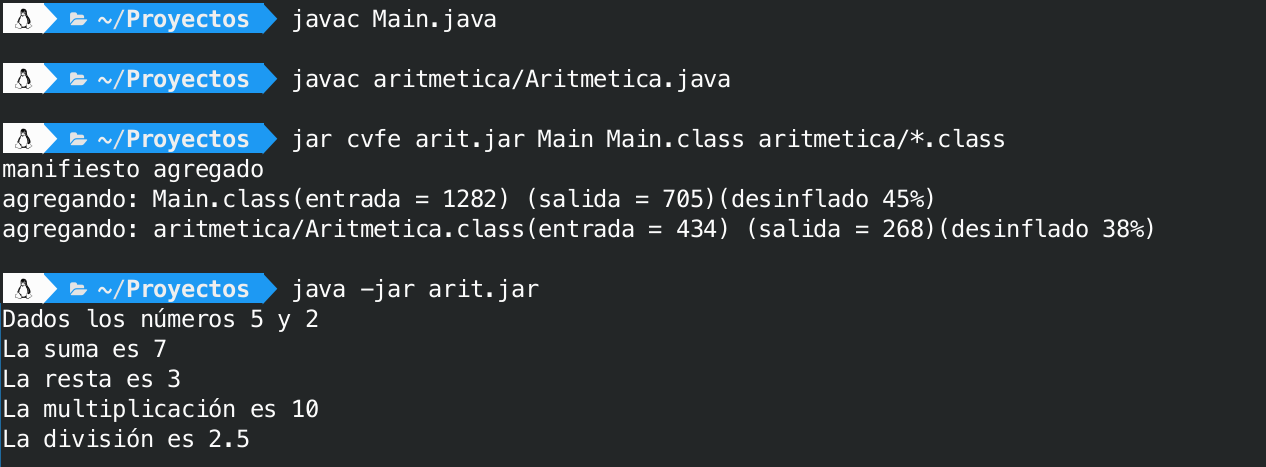 ~/Proyectos javac Main.java
~/Proyectos javac aritmetica/Aritmetica.java
~/Proyectos jar cvfe arit.jar Main Main.class aritmetica/*.class
manifiesto agregado
agregando: Main.class(entrada = 1282) (salida = 705)(desinflado 45%)
agregando: aritmetica/Aritmetica.class(entrada = 434) (salida = 268)(desinflado 38%)
~/Proyectos java -jar arit.jar
Dados los números 5 y 2
La suma es 7
La resta es 3
La multiplicación es 10
La división es 2.5